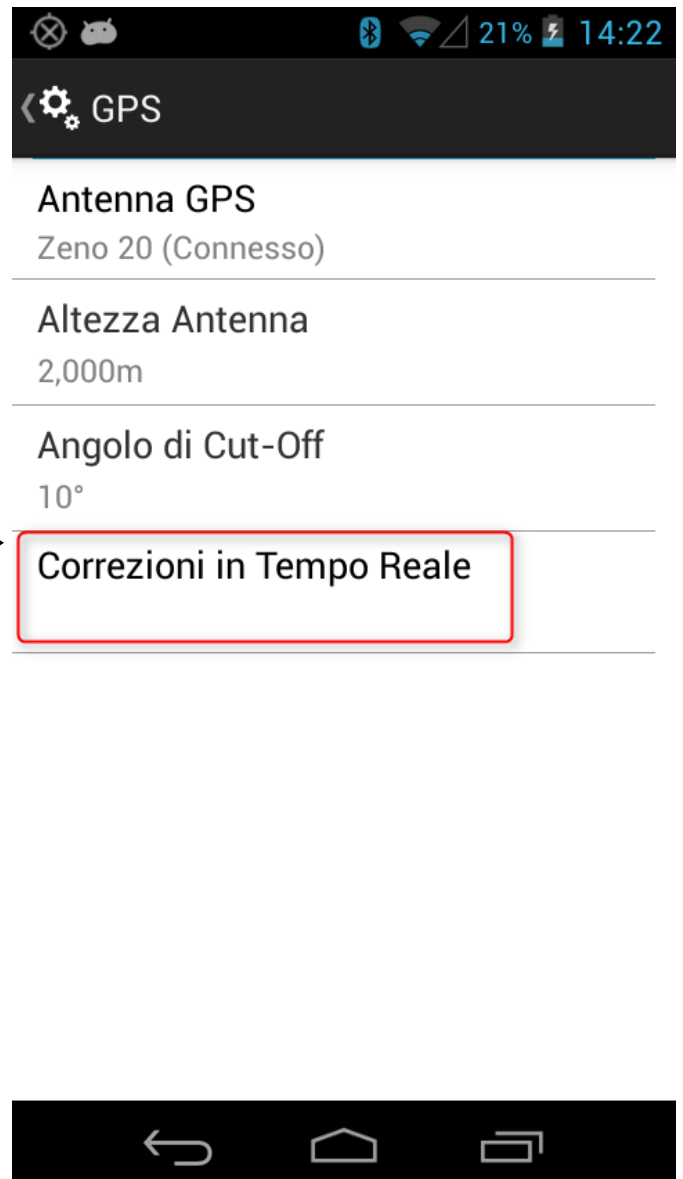 21% 14:22
GPS
Antenna GPS
Zeno 20 (Connesso)
Altezza Antenna
2,000m
Angolo di Cut-Off
10°
Correzioni in Tempo Reale